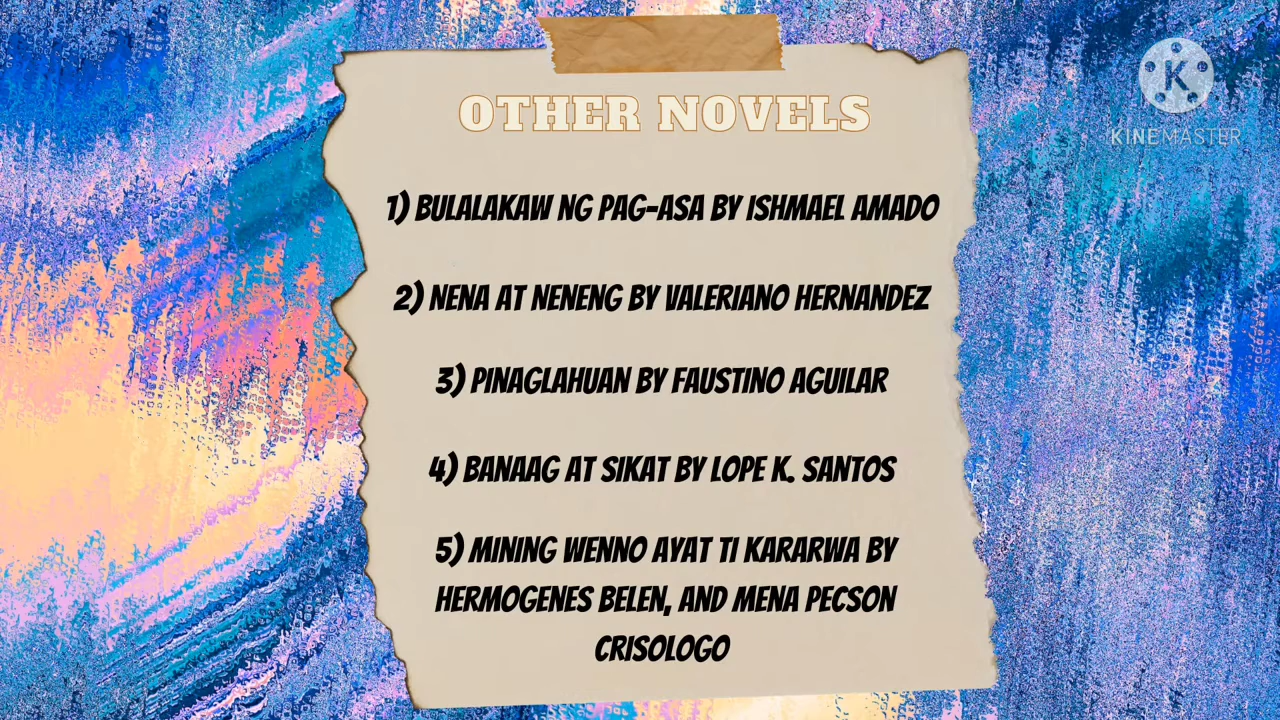 OTHER NOVELS
K
KINEMASTER
1) BULALAKAW NG PAG-ASA BY ISHMAEL AMADO
2) NENA AT NENENG BY VALERIANO HERNANDEZ
3) PINAGLAHUAN BY FAUSTINO AGUILAR
4) BANAAG AT SIKAT BY LOPE K. SANTOS
5) MINING WENNO AYAT TI KARARWA BY
HERMOGENES BELEN, AND MENA PECSON
CRISOLOGO